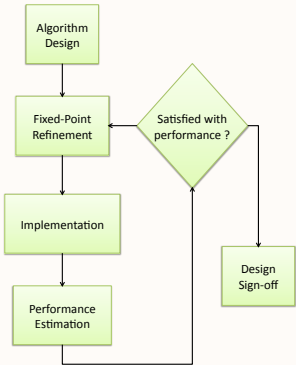 Algorithm
Design
Fixed-Point
Refinement
Satisfied with
performance ?
Implementation
Design
Sign-off
Performance
Estimation